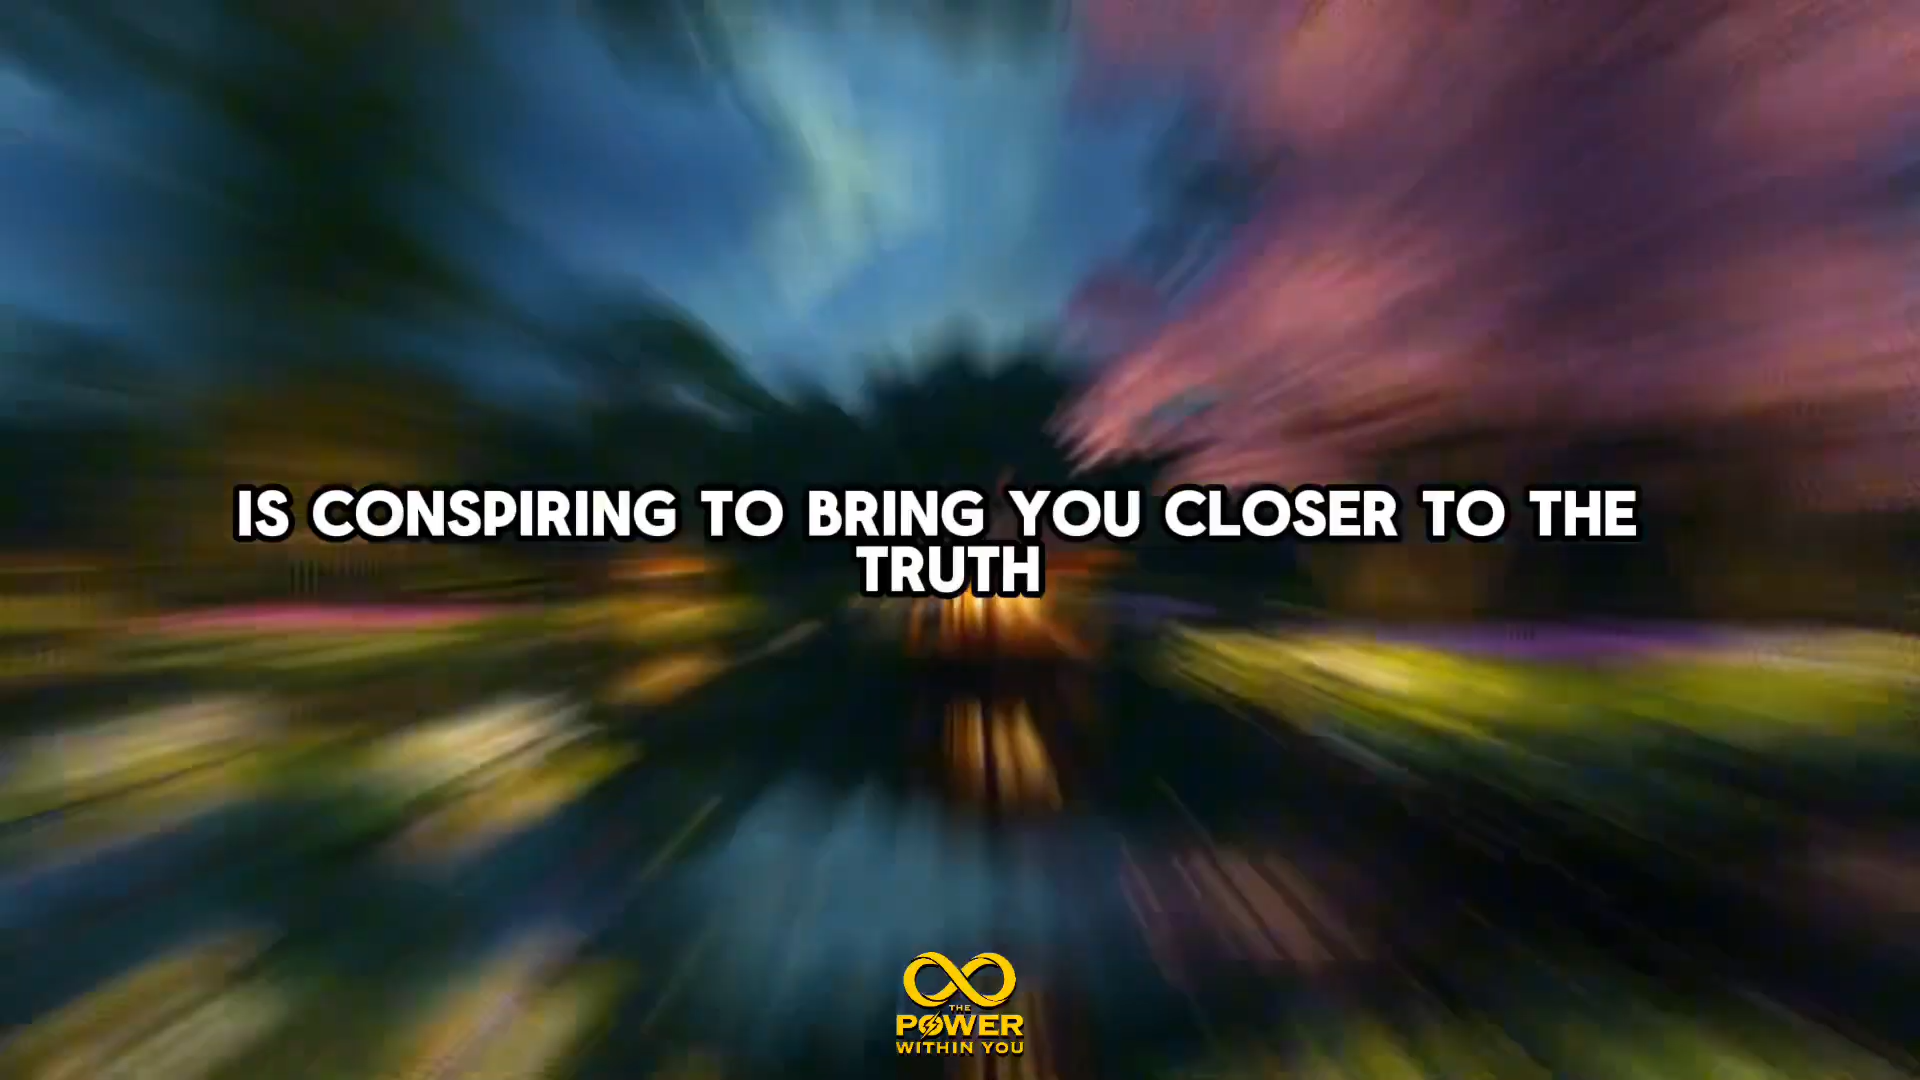 IS CONSPIRING TO BRING YOU CLOSER TO THE
TRUTH
THE
POWER
WITHIN YOU